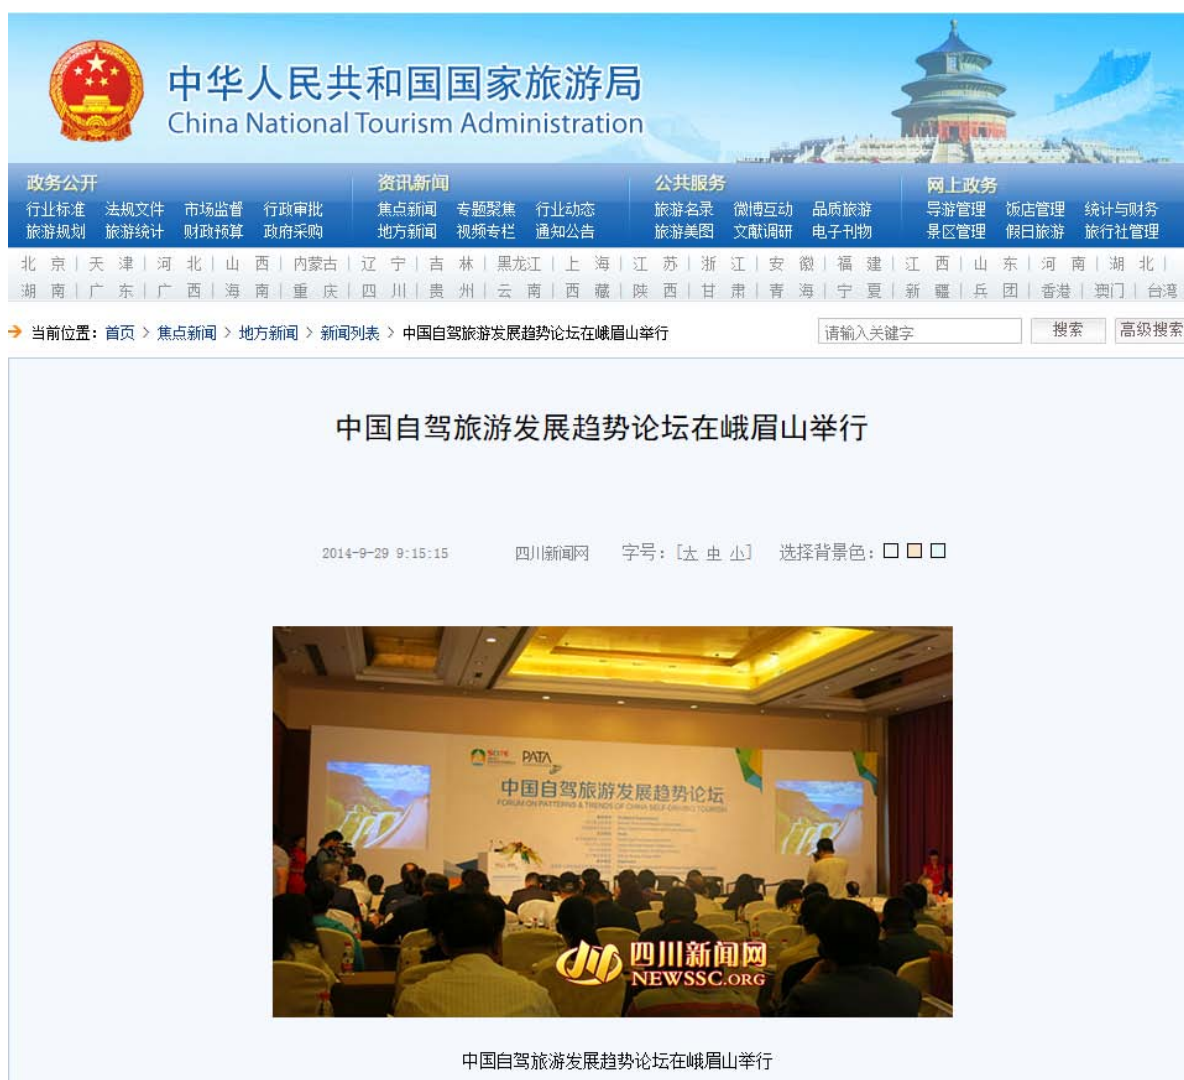 中华人民共和国国家旅游局
China National Tourism Administration
政务公开 资讯新闻 公共服务 网上政务
行业标准 法规文件 市场监督 行政审批 焦点新闻 专题聚焦 行业动态 旅游名录 微博互动 品质旅游 导游管理 饭店管理 统计与财务
旅游规划 旅游统计 财政预算 政府采购 地方新闻 视频专栏 通知公告 旅游美图 文献调研 电子刊物 景区管理 假日旅游 旅行社管理
北 京 | 天 津 | 河 北 | 山 西 | 内蒙古 | 辽 宁 | 吉 林 | 黑龙江 | 上 海 | 江 苏 | 浙 江 | 安 徽 | 福 建 | 江 西 | 山 东 | 河 南 | 湖 北 |
湖 南 | 广 东 | 广 西 | 海 南 | 重 庆 | 四 川 | 贵 州 | 云 南 | 西 藏 | 陕 西 | 甘 肃 | 青 海 | 宁 夏 | 新 疆 | 兵 团 | 香港 | 澳门 | 台湾
当前位置：首页 > 焦点新闻 > 地方新闻 > 新闻列表 > 中国自驾旅游发展趋势论坛在峨眉山举行 请输入关键字 搜索 高级搜索
中国自驾旅游发展趋势论坛在峨眉山举行
2014-9-29 9:15:15 四川新闻网 字号：[大 中 小] 选择背景色：
PATA
中国自驾旅游发展趋势论坛
FORUM ON PATTERNS & TRENDS OF CHINA SELF-DRIVING TOURISM
四川新闻网
NEWSSC.ORG
中国自驾旅游发展趋势论坛在峨眉山举行